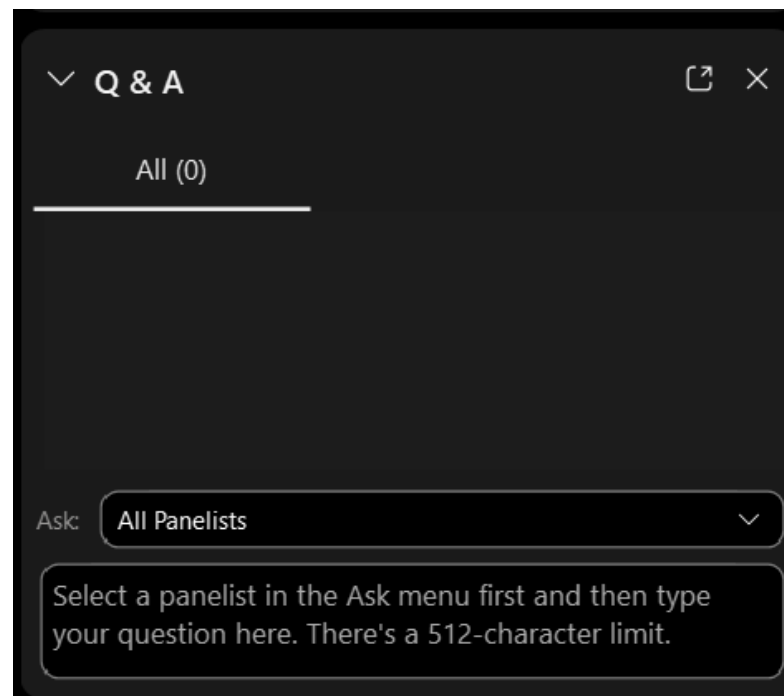 Q & A
All (0)
Ask: All Panelists
Select a panelist in the Ask menu first and then type
your question here. There's a 512-character limit.